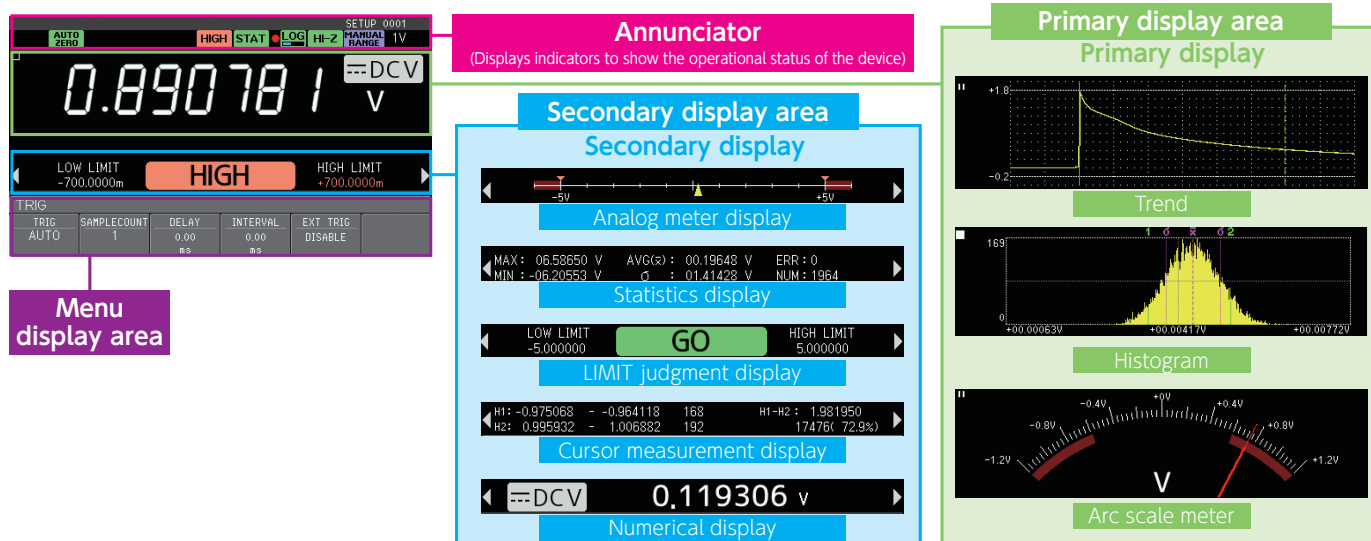 SETUP 0001
AUTO ZERO HIGH STAT LOG HI-Z MANUAL RANGE 1V
0.890781 DCV
V
LOW LIMIT HIGH HIGH LIMIT
-700.0000m +700.0000m
TRIG
TRIG SAMPLECOUNT DELAY INTERVAL EXT TRIG
AUTO 1 0.00 0.00 DISABLE
ms ms
Menu
display area
Annunciator
(Displays indicators to show the operational status of the device)
Secondary display area
Secondary display
-5V +5V
Analog meter display
MAX: 06.58650 V AVG(x̄): 00.19648 V ERR:0
MIN :-06.20553 V σ : 01.41428 V NUM:1964
Statistics display
LOW LIMIT GO HIGH LIMIT
-5.000000 5.000000
LIMIT judgment display
H1:-0.975068 - -0.964118 168 H1-H2 : 1.981950
H2: 0.995932 - 1.006882 192 17476( 72.9%)
Cursor measurement display
DCV 0.119306 V
Numerical display
Primary display area
Primary display
+1.8
-0.2
Trend
1 σ x̄ σ 2
169
0
+00.00063V +00.00417V +00.00772V
Histogram
+0V
-0.4V +0.4V
-0.8V +0.8V
-1.2V +1.2V
V
Arc scale meter